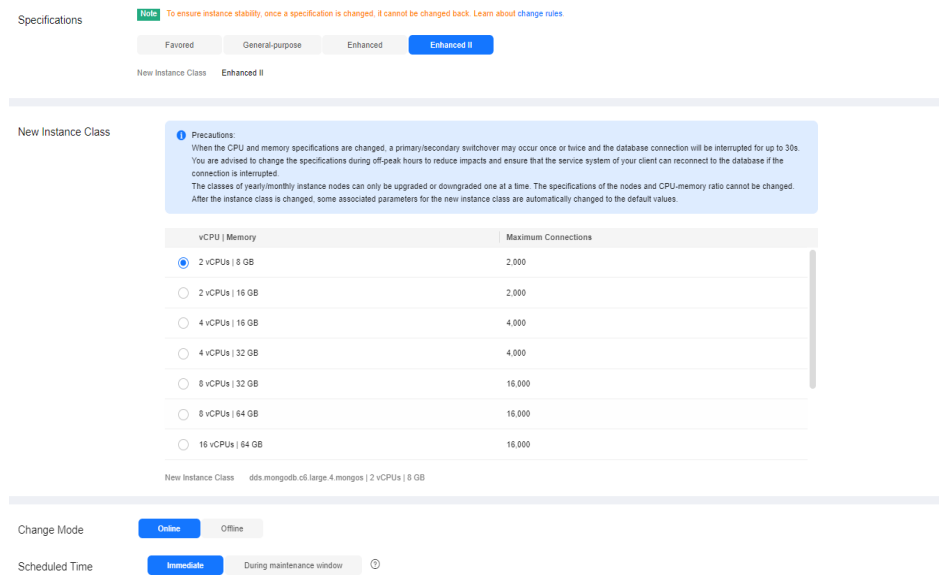 Specifications
Note To ensure instance stability, once a specification is changed, it cannot be changed back. Learn about change rules.
Favored General-purpose Enhanced Enhanced II
New Instance Class Enhanced II
New Instance Class
Precautions:
When the CPU and memory specifications are changed, a primary/secondary switchover may occur once or twice and the database connection will be interrupted for up to 30s.
You are advised to change the specifications during off-peak hours to reduce impacts and ensure that the service system of your client can reconnect to the database if the
connection is interrupted.
The classes of yearly/monthly instance nodes can only be upgraded or downgraded one at a time. The specifications of the nodes and CPU-memory ratio cannot be changed.
After the instance class is changed, some associated parameters for the new instance class are automatically changed to the default values.
vCPU | Memory Maximum Connections
2 vCPUs | 8 GB 2,000
2 vCPUs | 16 GB 2,000
4 vCPUs | 16 GB 4,000
4 vCPUs | 32 GB 4,000
8 vCPUs | 32 GB 16,000
8 vCPUs | 64 GB 16,000
16 vCPUs | 64 GB 16,000
New Instance Class dds.mongodb.c6.large.4.mongos | 2 vCPUs | 8 GB
Change Mode Online Offline
Scheduled Time Immediate During maintenance window ?